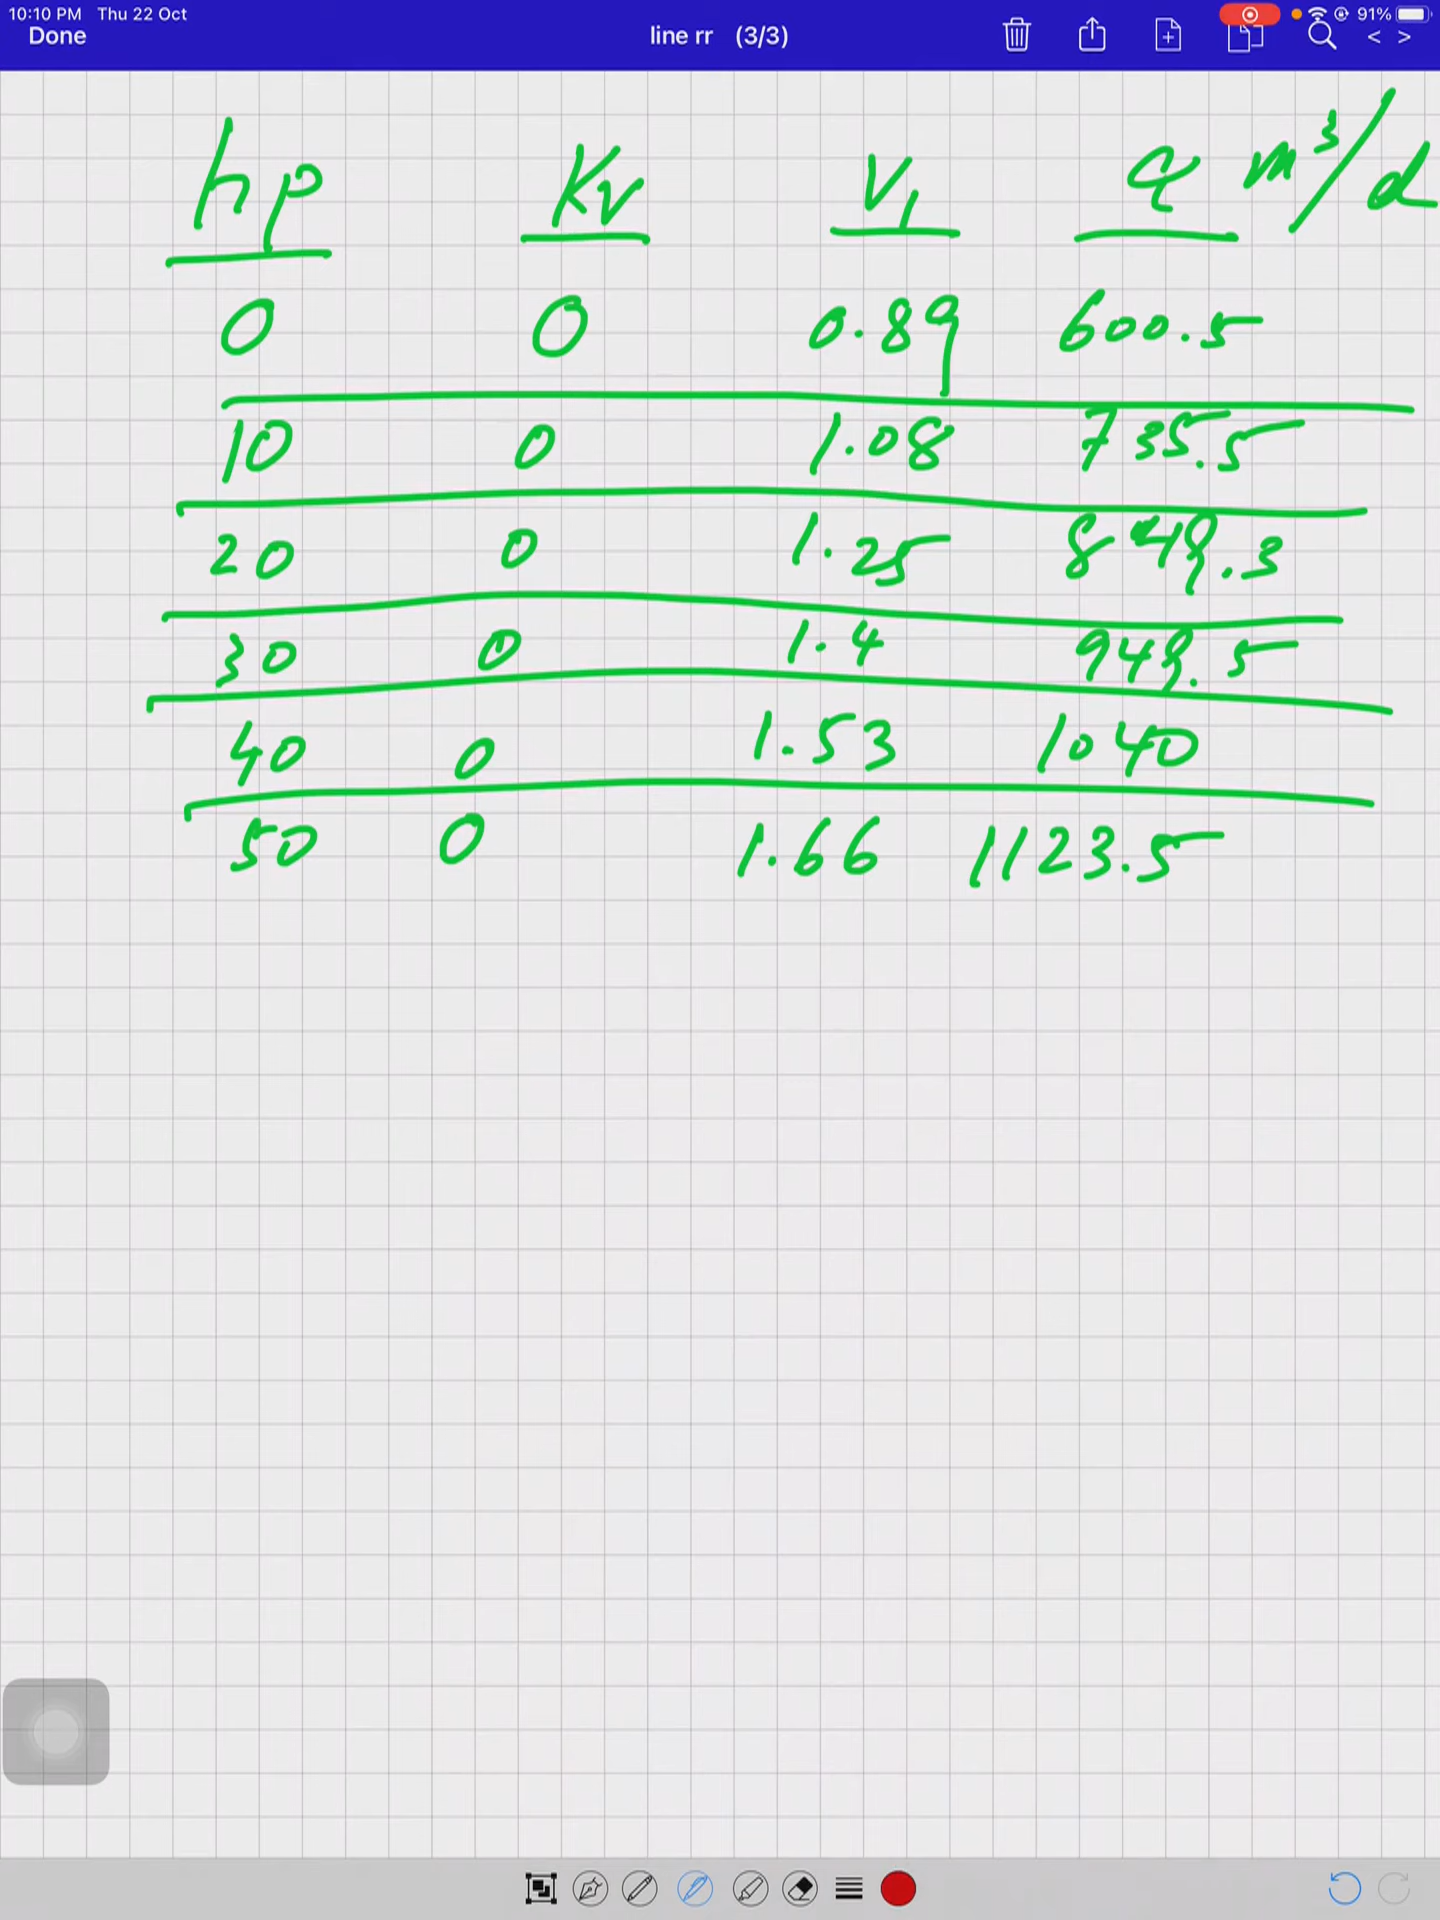 10:10 PM Thu 22 Oct 91%
Done line rr (3/3) < >
hp Kv V1 q m³/d
0 0 0.89 600.5
10 0 1.08 735.5
20 0 1.25 849.3
30 0 1.4 949.5
40 0 1.53 1040
50 0 1.66 1123.5